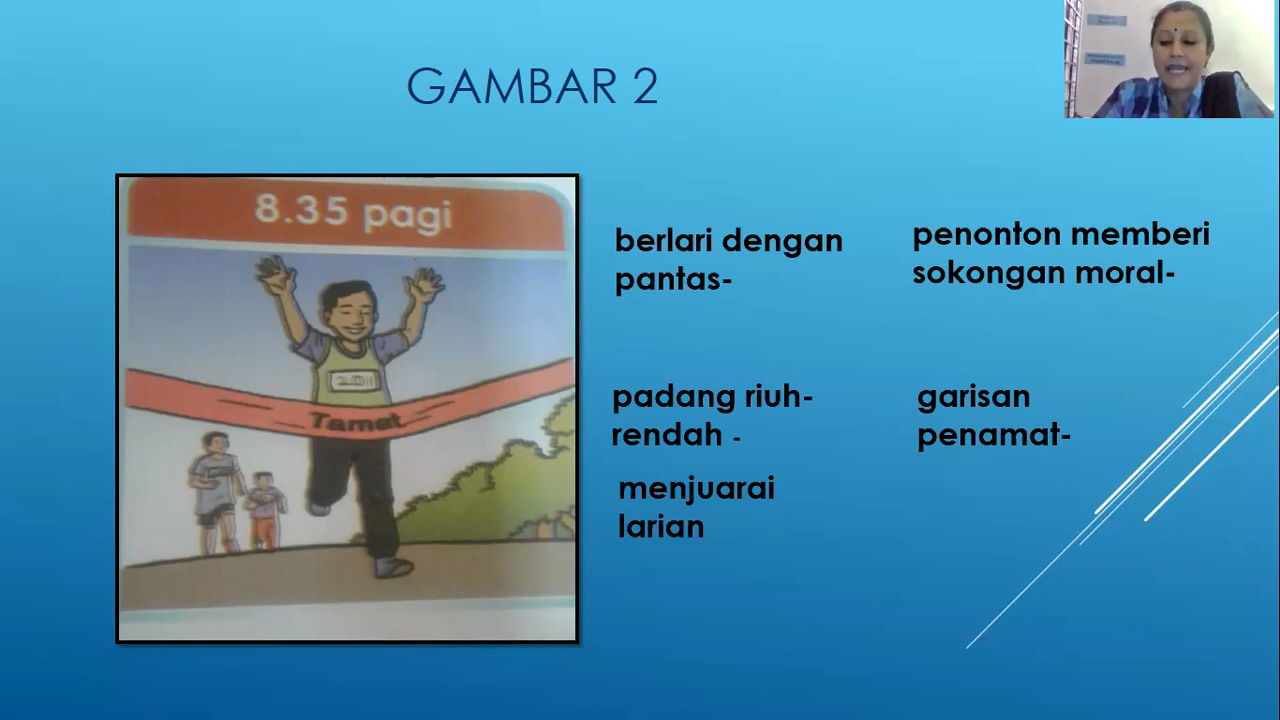 GAMBAR 2
8.35 pagi
2011
Tamat
berlari dengan
pantas-
penonton memberi
sokongan moral-
padang riuh-
rendah -
garisan
penamat-
menjuarai
larian